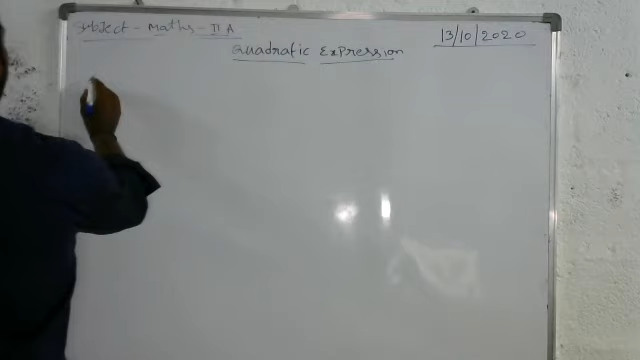 Subject - Maths - II A
13/10/2020
Quadratic Expression